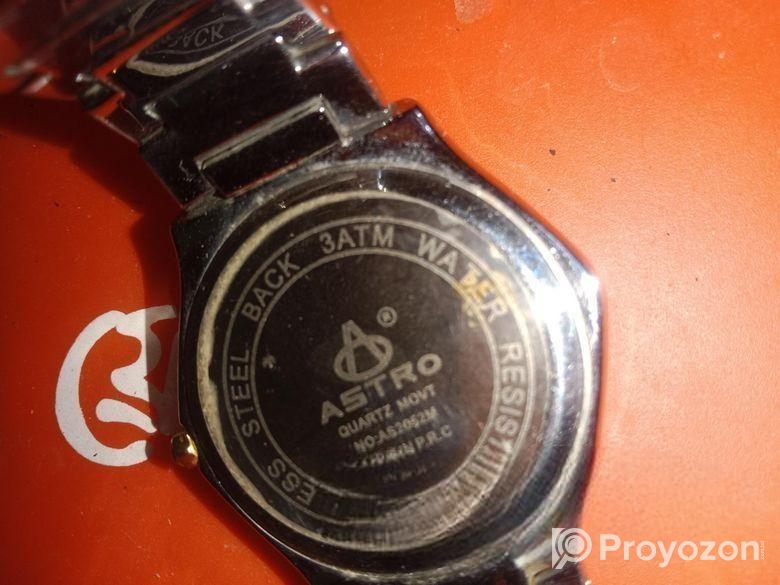 ESS STEEL BACK 3ATM WATER RESIST
®
ASTRO
QUARTZ MOVT
NO:AS2052M
P.R.C
BACK
Proyozon